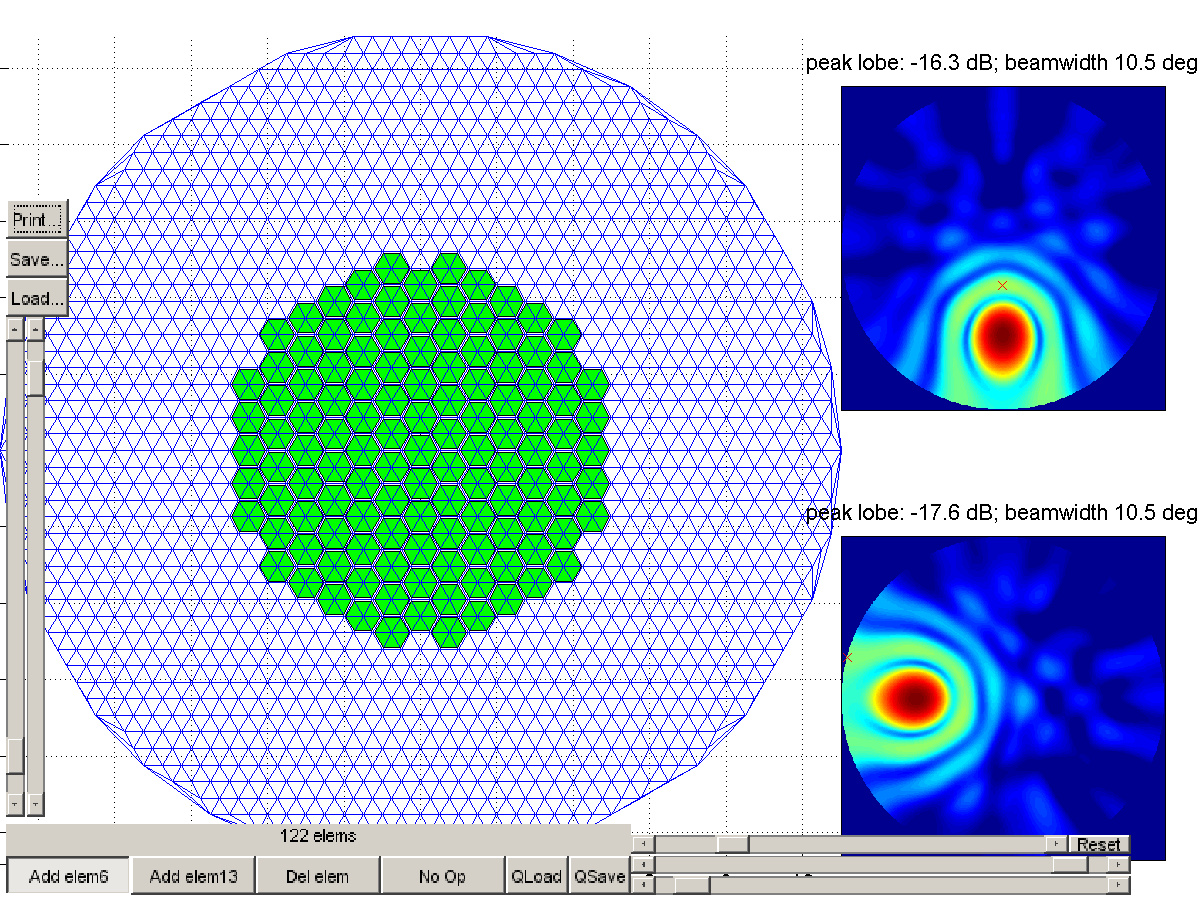 peak lobe: -16.3 dB; beamwidth 10.5 deg
Print...
Save...
Load...
peak lobe: -17.6 dB; beamwidth 10.5 deg
122 elems
Reset
Add elem6
Add elem13
Del elem
No Op
QLoad
QSave